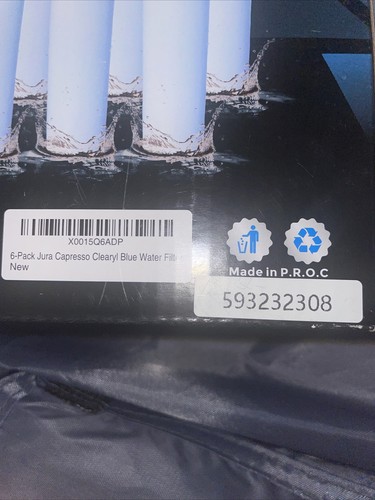 X0015Q6ADP
6-Pack Jura Capresso Clearyl Blue Water
New
Made in P.R.O.C
593232308